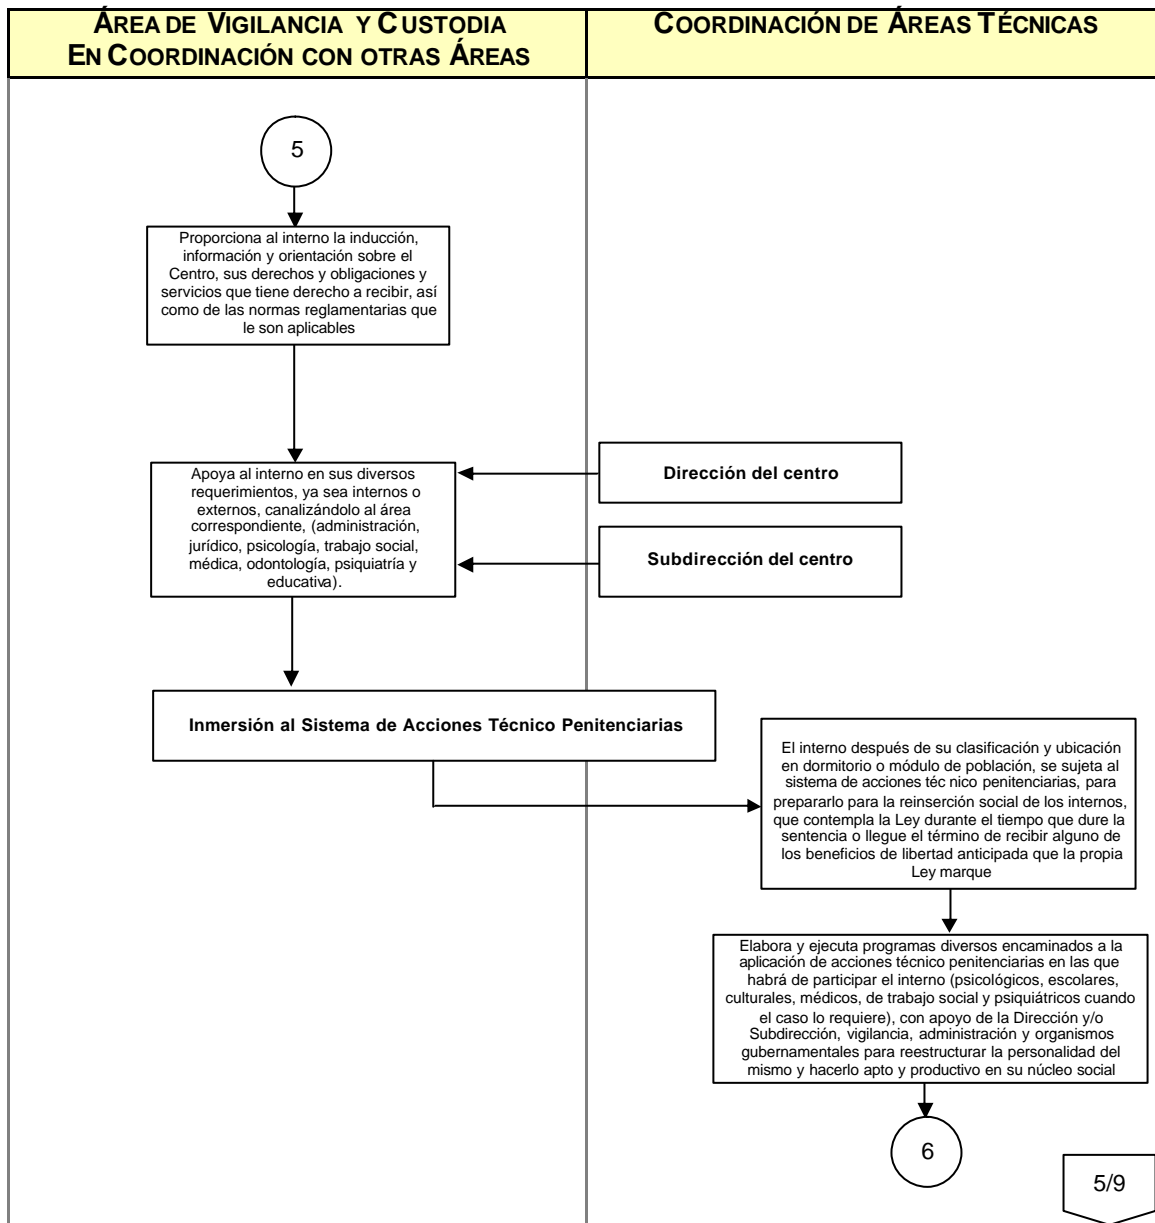 ÁREA DE VIGILANCIA Y CUSTODIA
EN COORDINACIÓN CON OTRAS ÁREAS
COORDINACIÓN DE ÁREAS TÉCNICAS
5
Proporciona al interno la inducción,
información y orientación sobre el
Centro, sus derechos y obligaciones y
servicios que tiene derecho a recibir, así
como de las normas reglamentarias que
le son aplicables
Apoya al interno en sus diversos
requerimientos, ya sea internos o
externos, canalizándolo al área
correspondiente, (administración,
jurídico, psicología, trabajo social,
médica, odontología, psiquiatría y
educativa).
Dirección del centro
Subdirección del centro
Inmersión al Sistema de Acciones Técnico Penitenciarias
El interno después de su clasificación y ubicación
en dormitorio o módulo de población, se sujeta al
sistema de acciones téc nico penitenciarias, para
prepararlo para la reinserción social de los internos,
que contempla la Ley durante el tiempo que dure la
sentencia o llegue el término de recibir alguno de
los beneficios de libertad anticipada que la propia
Ley marque
Elabora y ejecuta programas diversos encaminados a la
aplicación de acciones técnico penitenciarias en las que
habrá de participar el interno (psicológicos, escolares,
culturales, médicos, de trabajo social y psiquiátricos cuando
el caso lo requiere), con apoyo de la Dirección y/o
Subdirección, vigilancia, administración y organismos
gubernamentales para reestructurar la personalidad del
mismo y hacerlo apto y productivo en su núcleo social
6
5/9